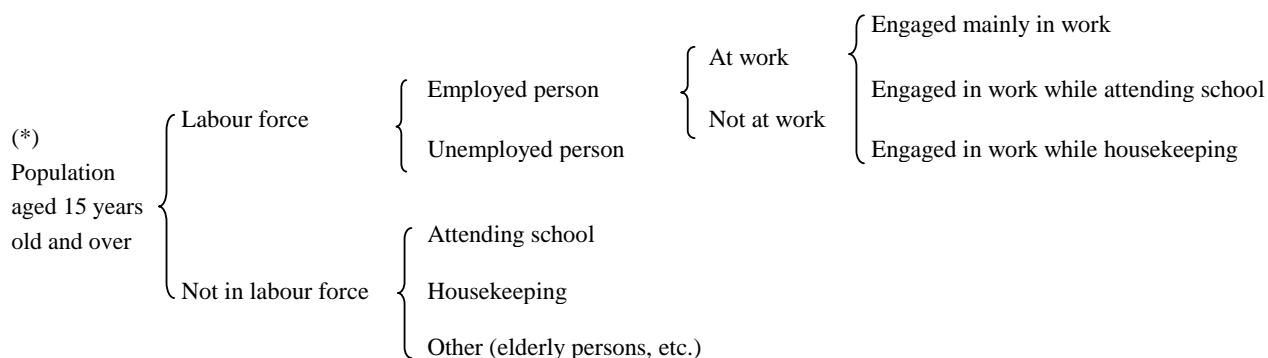 (*)
Population
aged 15 years
old and over
Labour force
Employed person
At work
Engaged mainly in work
Engaged in work while attending school
Engaged in work while housekeeping
Not at work
Unemployed person
Not in labour force
Attending school
Housekeeping
Other (elderly persons, etc.)